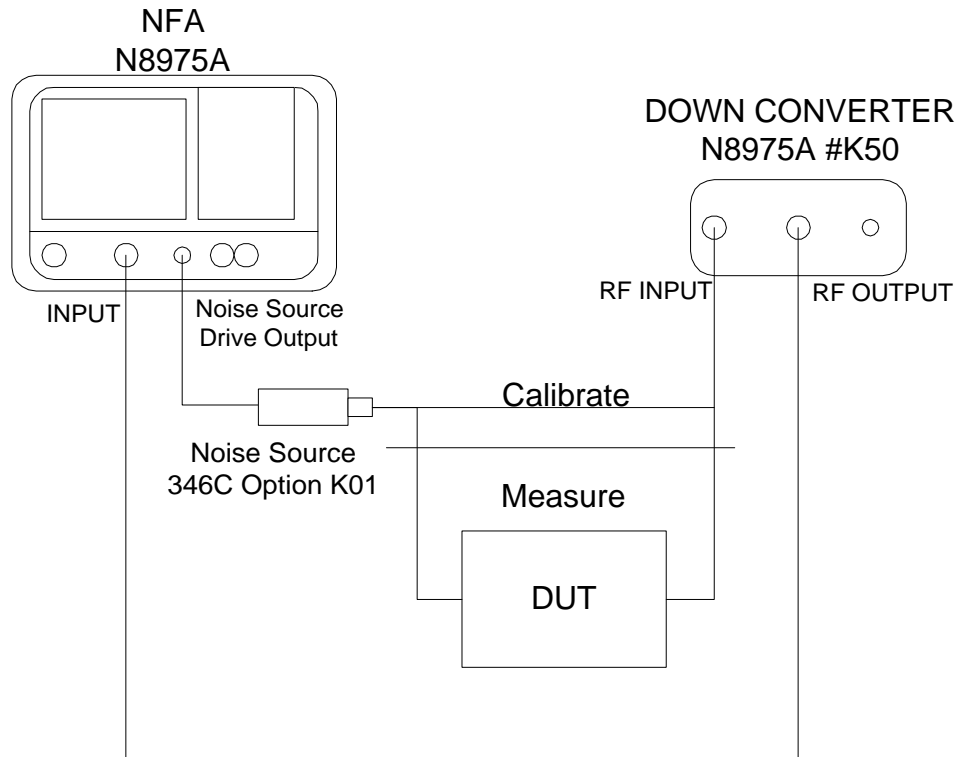 NFA
N8975A
DOWN CONVERTER
N8975A #K50
INPUT
Noise Source
Drive Output
RF INPUT
RF OUTPUT
Calibrate
Noise Source
346C Option K01
Measure
DUT